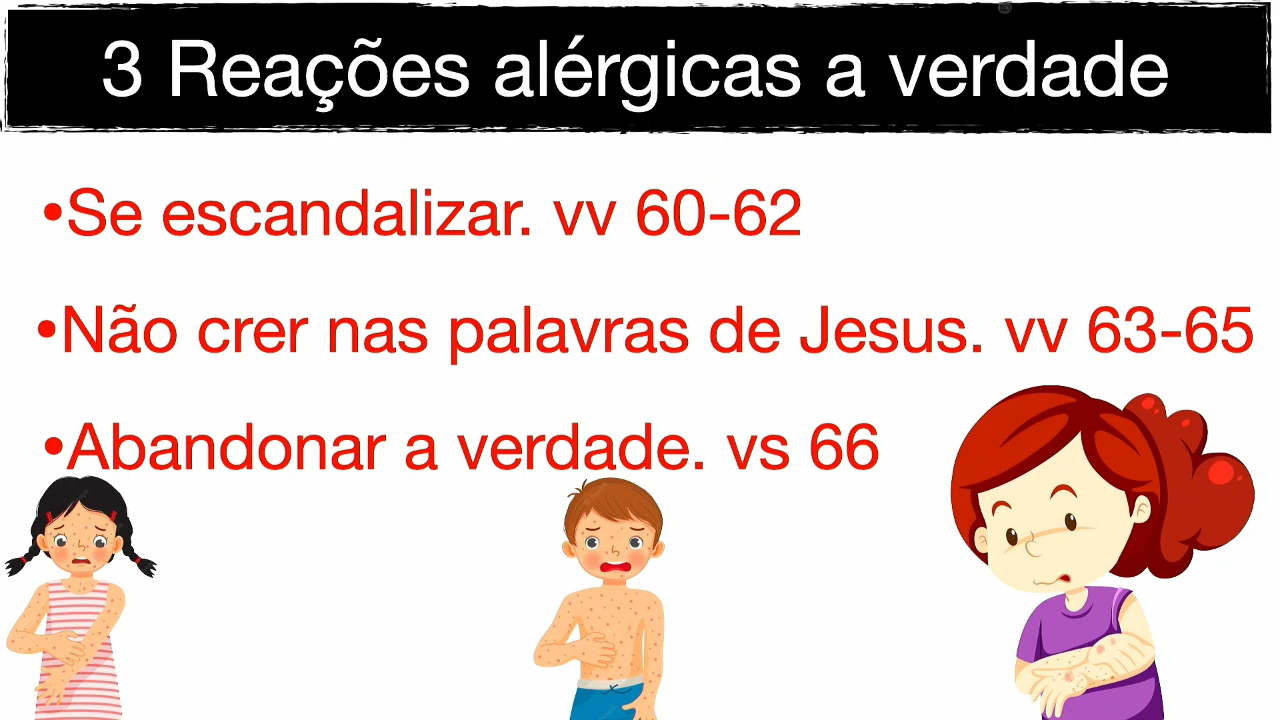 3 Reações alérgicas a verdade
•Se escandalizar. vv 60-62
•Não crer nas palavras de Jesus. vv 63-65
•Abandonar a verdade. vs 66